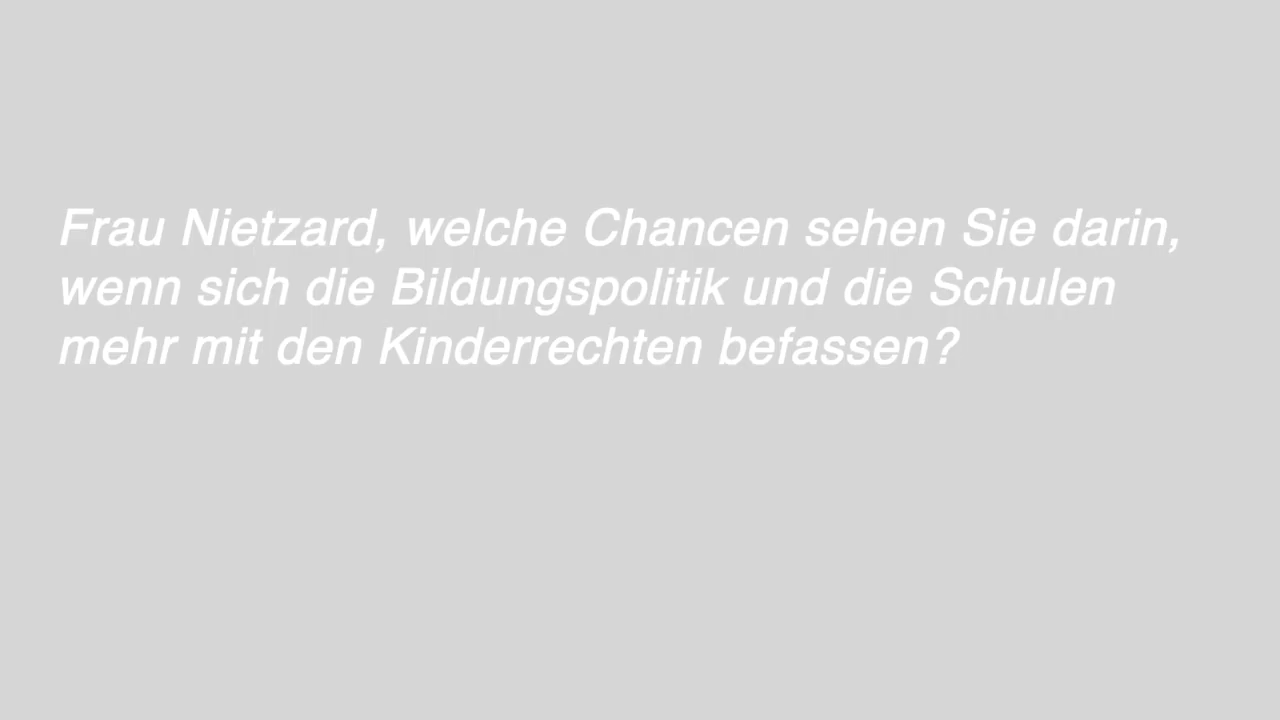 Frau Nietzard, welche Chancen sehen Sie darin,
wenn sich die Bildungspolitik und die Schulen
mehr mit den Kinderrechten befassen?